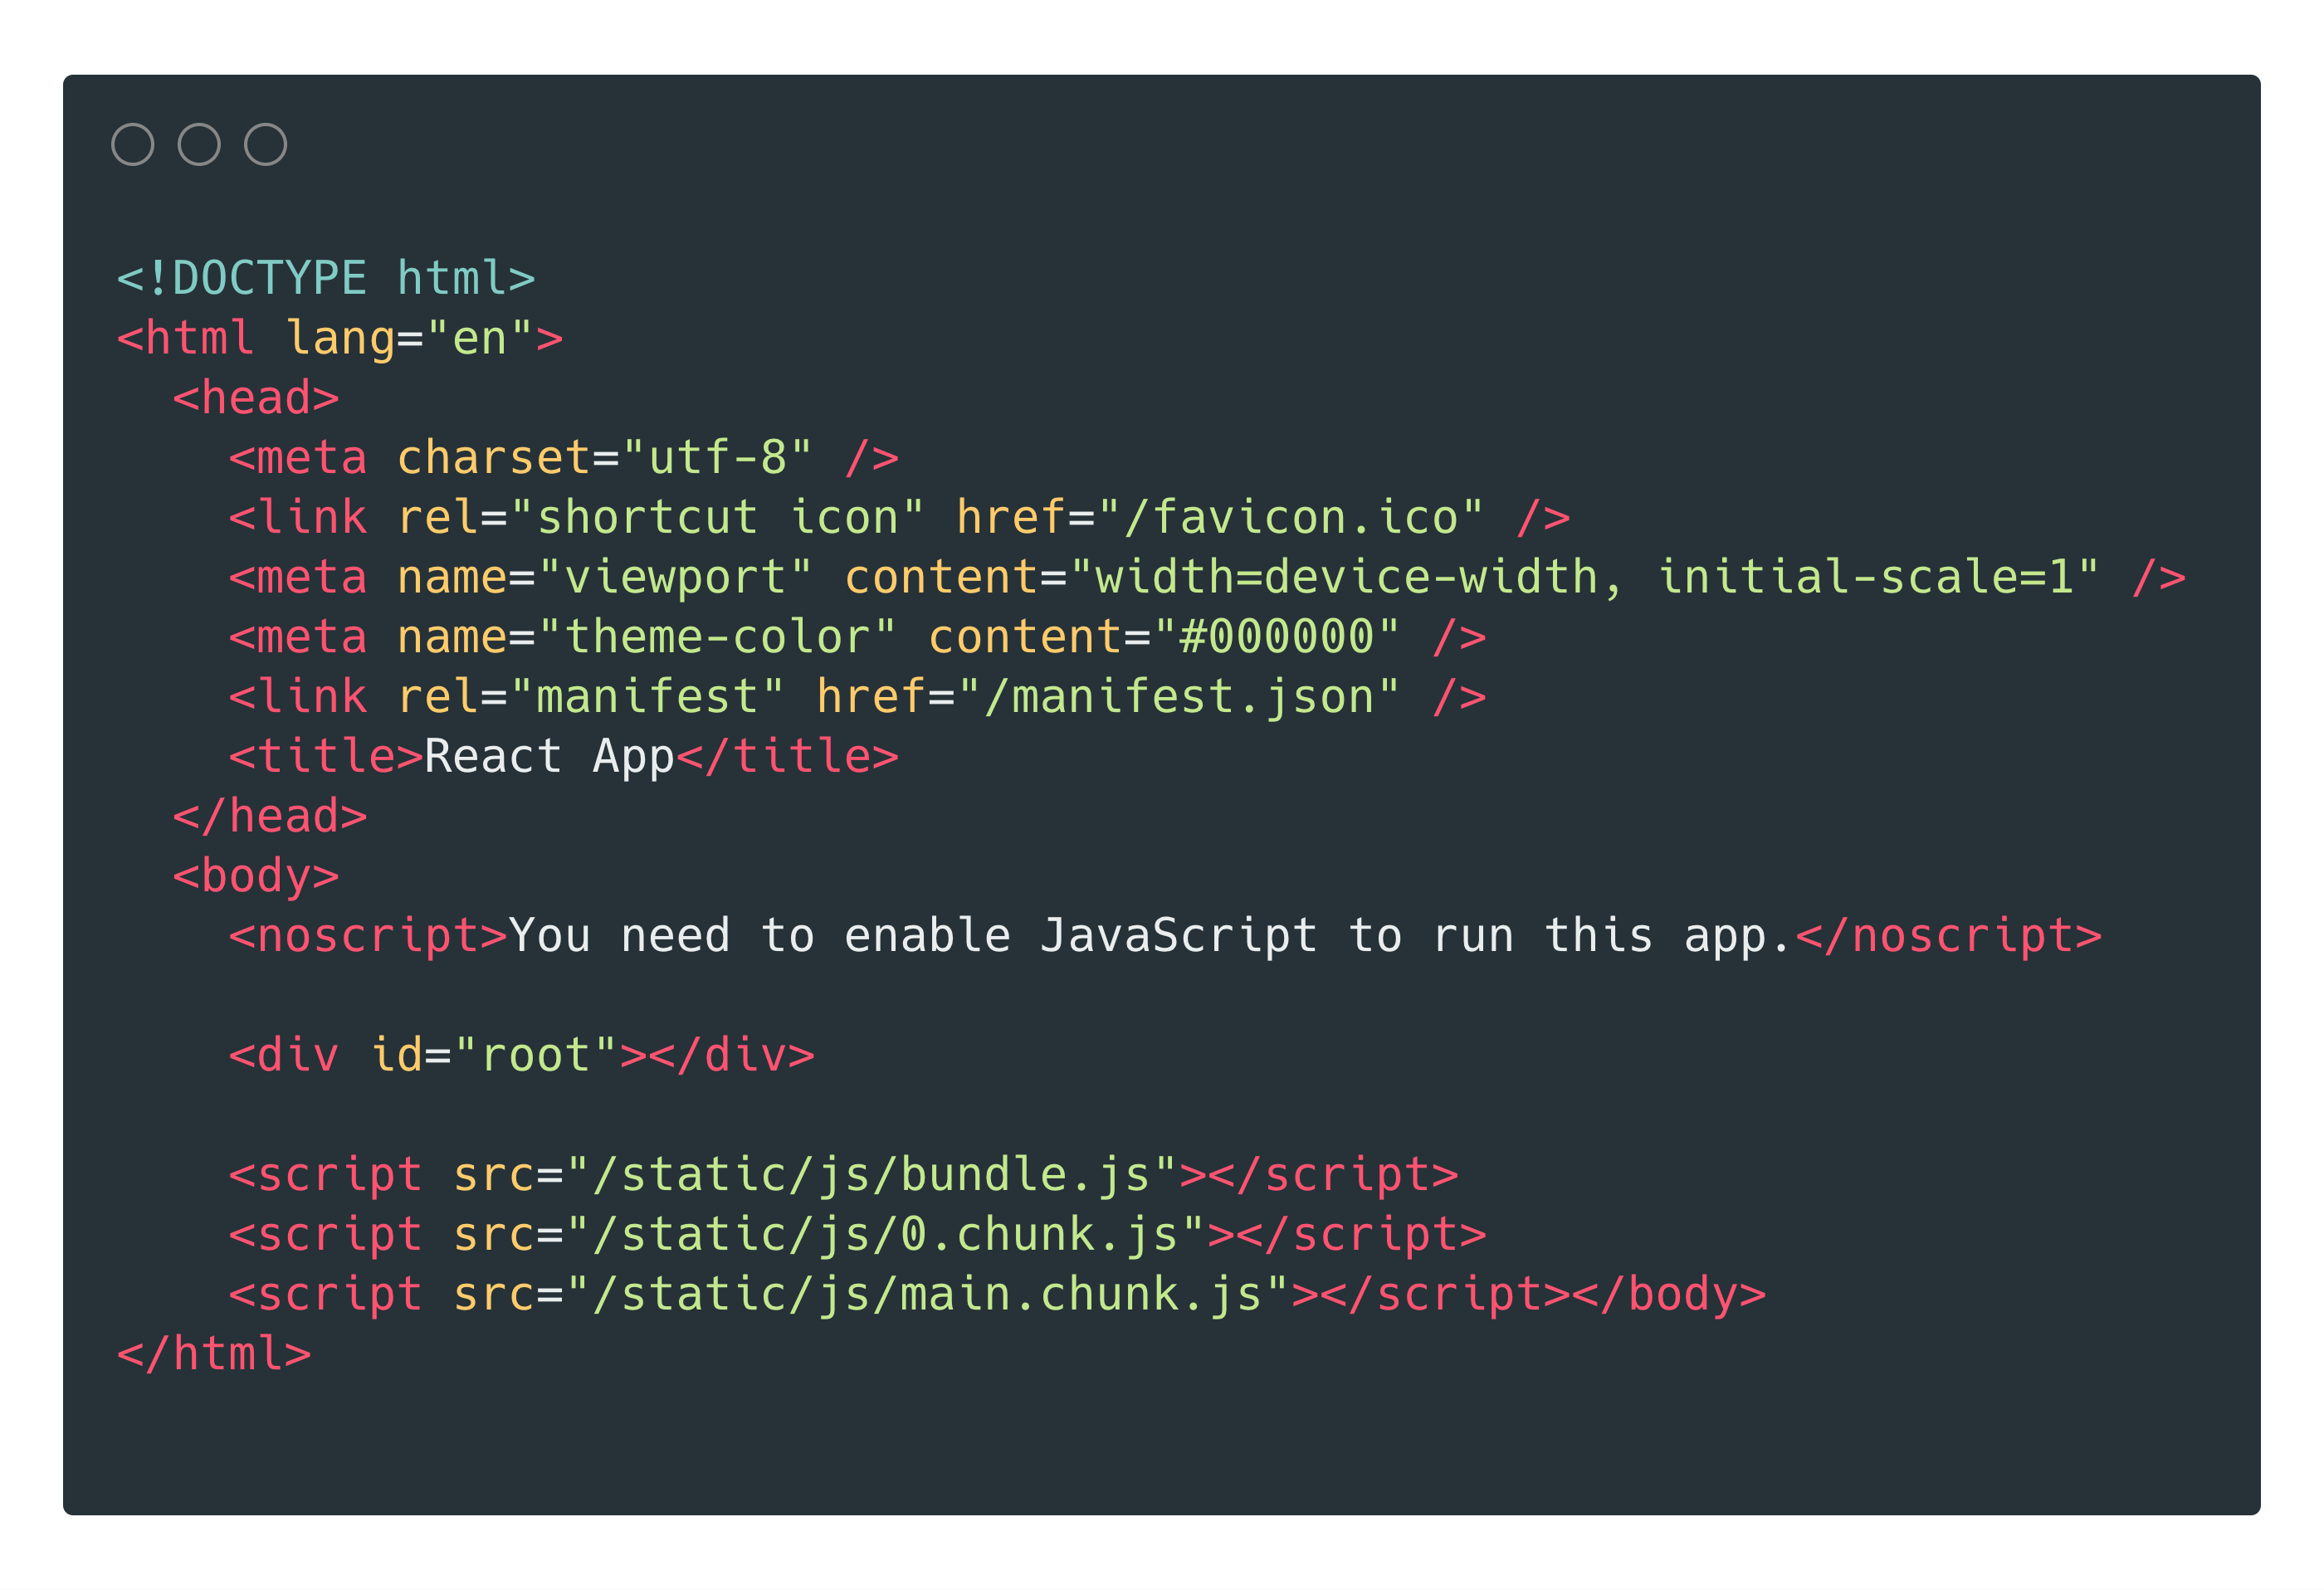 <!DOCTYPE html>
<html lang="en">
  <head>
    <meta charset="utf-8" />
    <link rel="shortcut icon" href="/favicon.ico" />
    <meta name="viewport" content="width=device-width, initial-scale=1" />
    <meta name="theme-color" content="#000000" />
    <link rel="manifest" href="/manifest.json" />
    <title>React App</title>
  </head>
  <body>
    <noscript>You need to enable JavaScript to run this app.</noscript>

    <div id="root"></div>

    <script src="/static/js/bundle.js"></script>
    <script src="/static/js/0.chunk.js"></script>
    <script src="/static/js/main.chunk.js"></script></body>
</html>